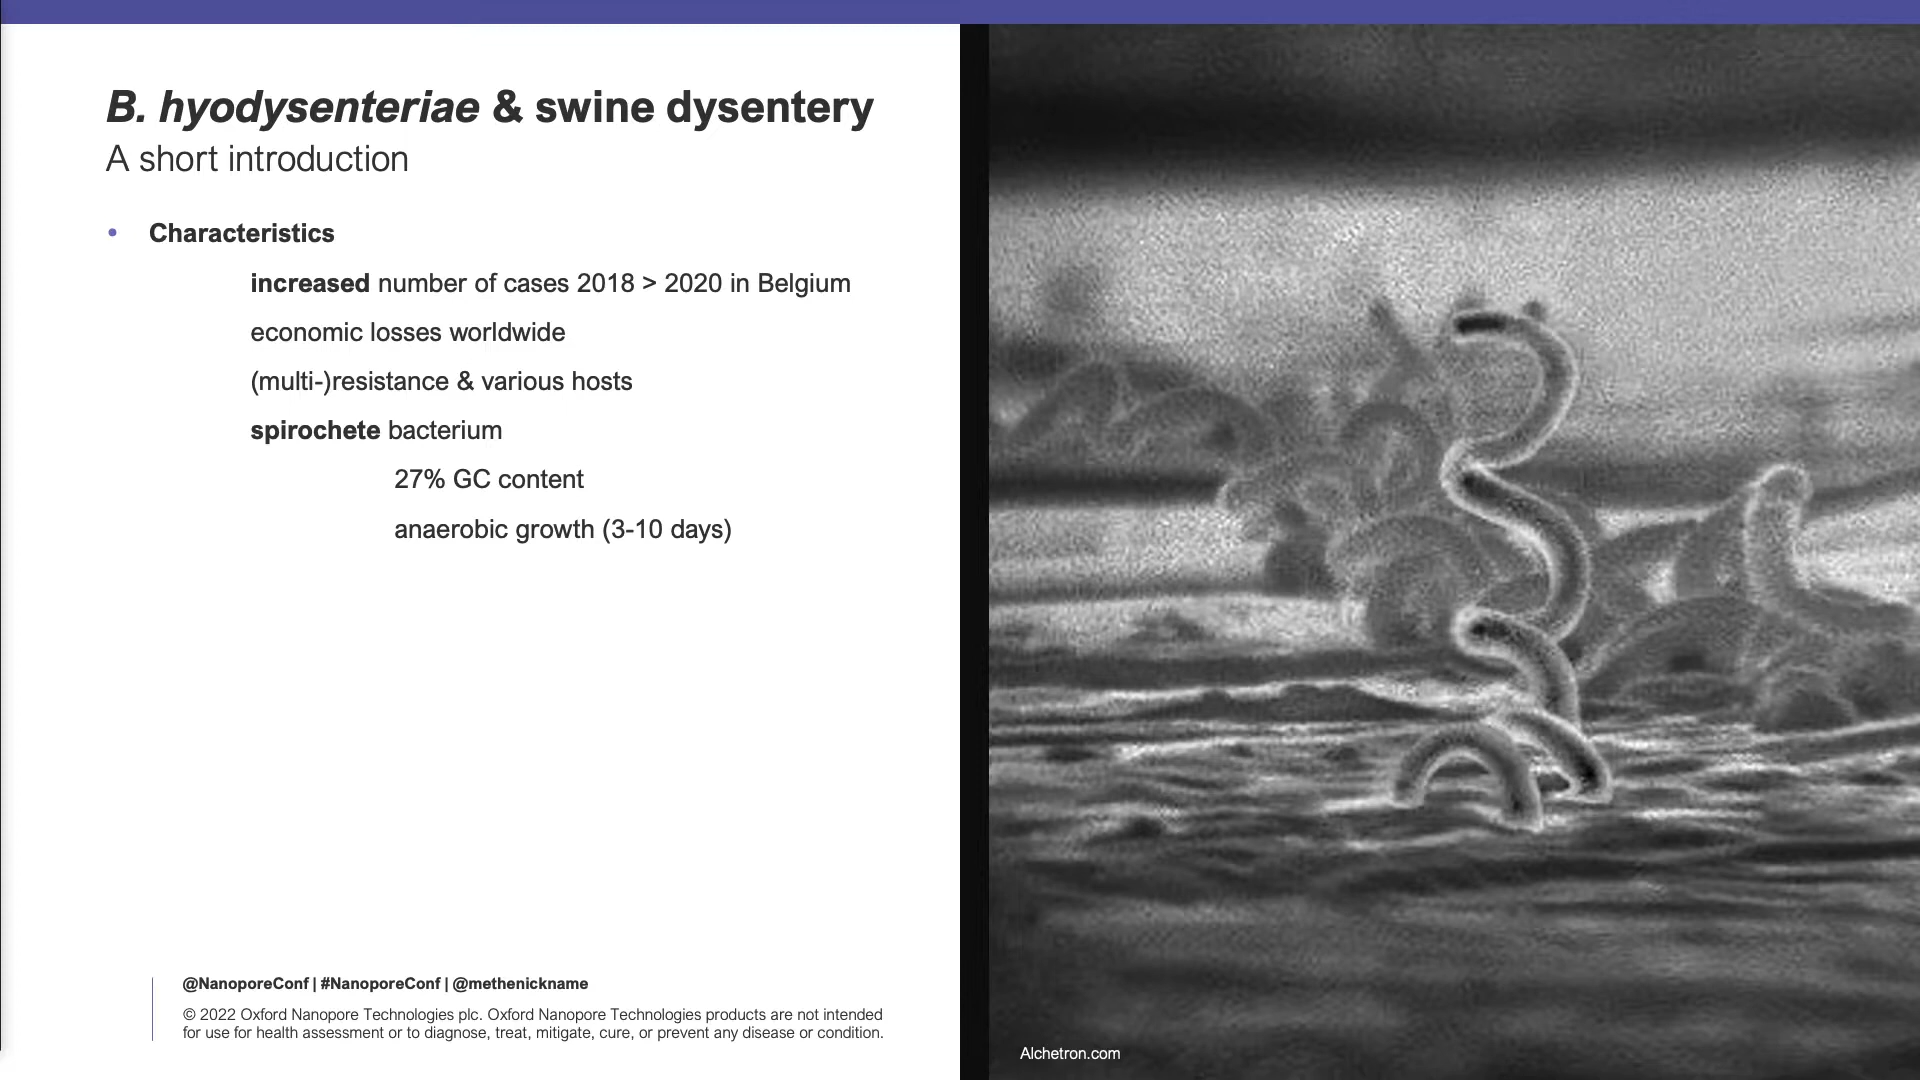 B. hyodysenteriae & swine dysentery
A short introduction
• Characteristics
increased number of cases 2018 > 2020 in Belgium
economic losses worldwide
(multi-)resistance & various hosts
spirochete bacterium
27% GC content
anaerobic growth (3-10 days)
@NanoporeConf | #NanoporeConf | @methenickname
© 2022 Oxford Nanopore Technologies plc. Oxford Nanopore Technologies products are not intended
for use for health assessment or to diagnose, treat, mitigate, cure, or prevent any disease or condition.
Alchetron.com